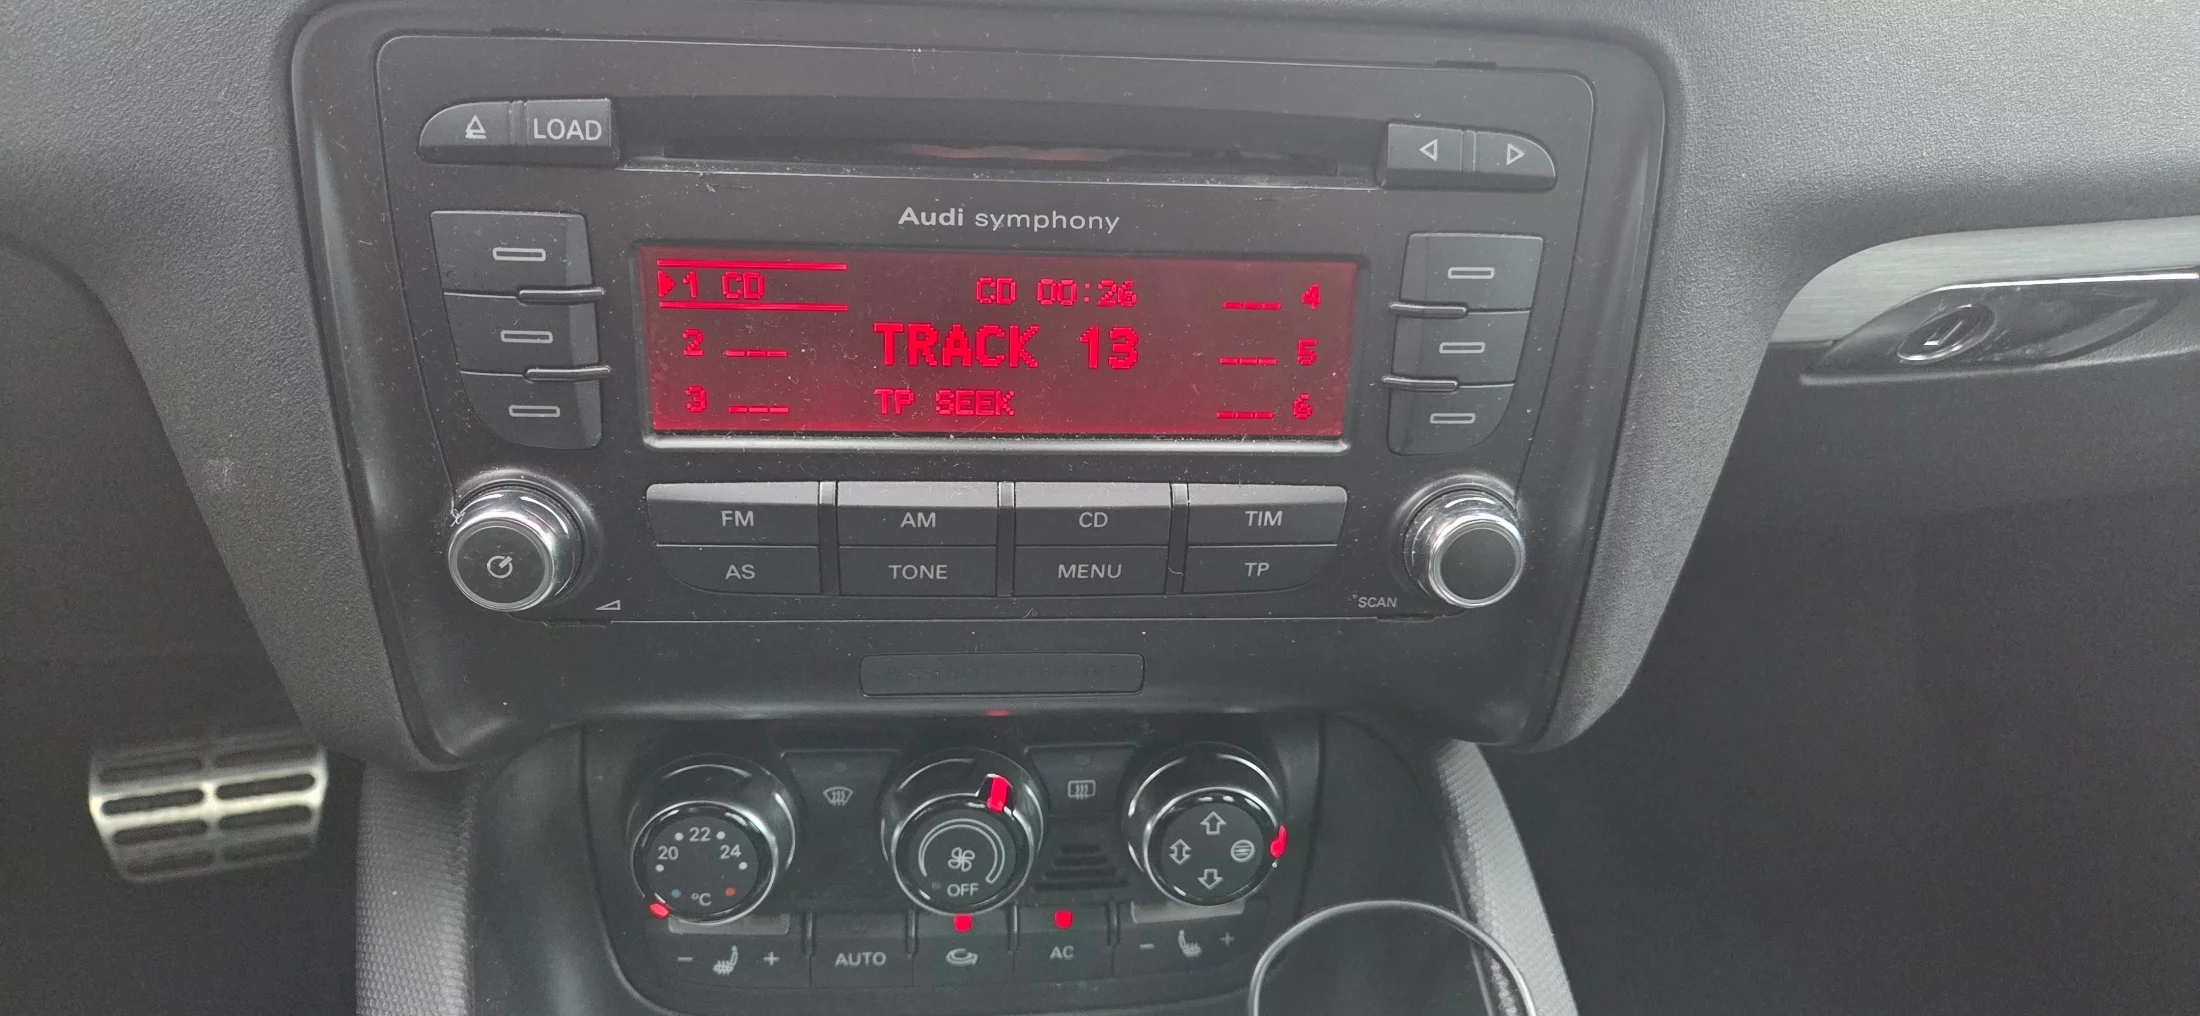 LOAD
Audi symphony
1 CD
CD 00:26
--- 4
2 ---
TRACK 13
--- 5
3 ---
TP SEEK
--- 6
FM
AM
CD
TIM
AS
TONE
MENU
TP
SCAN
22
20
24
°C
OFF
- +
AUTO
AC
- +